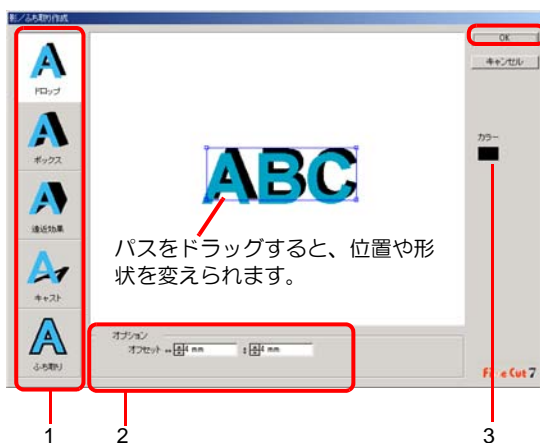 影／ふち取り作成
OK
キャンセル
ドロップ
ボックス
遠近効果
キャスト
ふち取り
カラー
ABC
パスをドラッグすると、位置や形
状を変えられます。
オプション
オフセット ↔ 4 mm ↕ 4 mm
Fine Cut 7
1 2 3